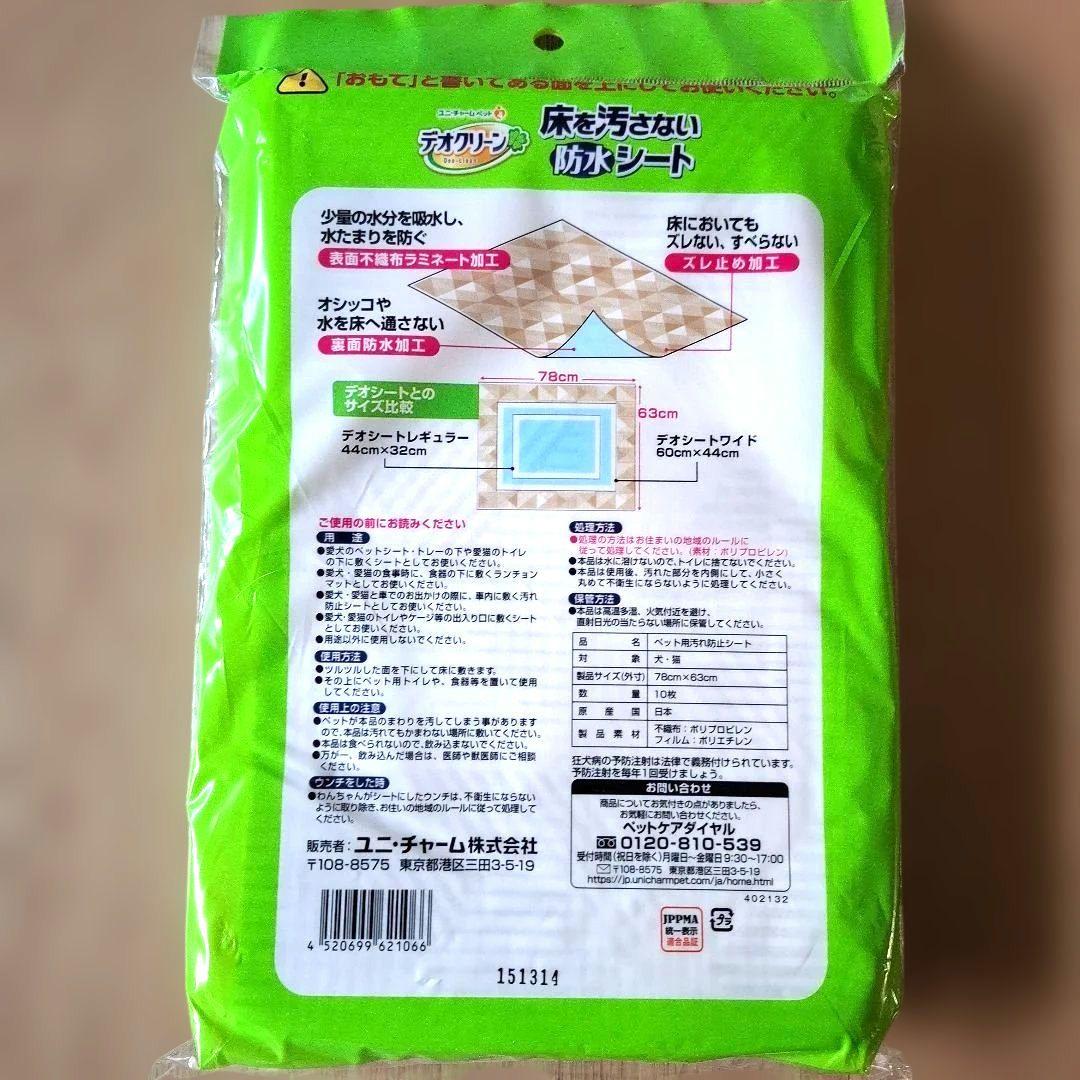 「おもて」と書いてある面を上にしてお使いください。
ユニ・チャーム ペット
デオクリーン
Deo-clean
床を汚さない
防水シート
少量の水分を吸水し、
水たまりを防ぐ
表面不織布ラミネート加工
床においても
ズレない、すべらない
ズレ止め加工
オシッコや
水を床へ通さない
裏面防水加工
78cm
63cm
デオシートとの
サイズ比較
デオシートレギュラー
44cm×32cm
デオシートワイド
60cm×44cm
ご使用の前にお読みください
用途
●愛犬のペットシート・トレーの下や愛猫のトイレ
の下に敷くシートとしてお使いください。
●愛犬・愛猫の食事時に、食器の下に敷くランチョン
マットとしてお使いください。
●愛犬・愛猫と車でのお出かけの際に、車内に敷く汚れ
防止シートとしてお使いください。
●愛犬・愛猫のトイレやケージ等の出入り口に敷くシート
としてお使いください。
●用途以外に使用しないでください。
使用方法
●ツルツルした面を下にして床に敷きます。
●その上にペット用トイレや、食器等を置いて使用
してください。
使用上の注意
●ペットが本品のまわりを汚してしまう事があります
ので、本品は汚れてもかまわない場所に敷いてください。
●本品は食べられないので、飲み込まないでください。
●万が一、飲み込んだ場合は、医師や獣医師にご相談
ください。
ウンチをした時
●わんちゃんがシートにしたウンチは、不衛生にならない
ように取り除き、お住いの地域のルールに従って処理して
ください。
販売者：ユニ・チャーム株式会社
〒108-8575 東京都港区三田3-5-19
処理方法
●処理の方法はお住まいの地域のルールに
従って処理してください。(素材：ポリプロピレン)
●本品は水に溶けないので、トイレに捨てないでください。
●本品は使用後、汚れた部分を内側にして、小さく
丸めて不衛生にならないように処理してください。
保管方法
●本品は高温多湿、火気付近を避け、
直射日光の当たらない場所に保管してください。
品名 ペット用汚れ防止シート
対象 犬・猫
製品サイズ(外寸) 78cm×63cm
数量 10枚
原産国 日本
製品素材 不織布：ポリプロピレン
フィルム：ポリエチレン
狂犬病の予防注射は法律で義務付けられています。
予防注射を毎年1回受けましょう。
お問い合わせ
商品についてお気付きの点がありましたら、
お気軽にお問い合わせください。
ペットケアダイヤル
0120-810-539
受付時間(祝日を除く)月曜日～金曜日9:30～17:00
〒108-8575 東京都港区三田3-5-19
https://jp.unicharmpet.com/ja/home.html
402132
4 520699 621066
JPPMA
統一表示
適合品証
プラ
151314